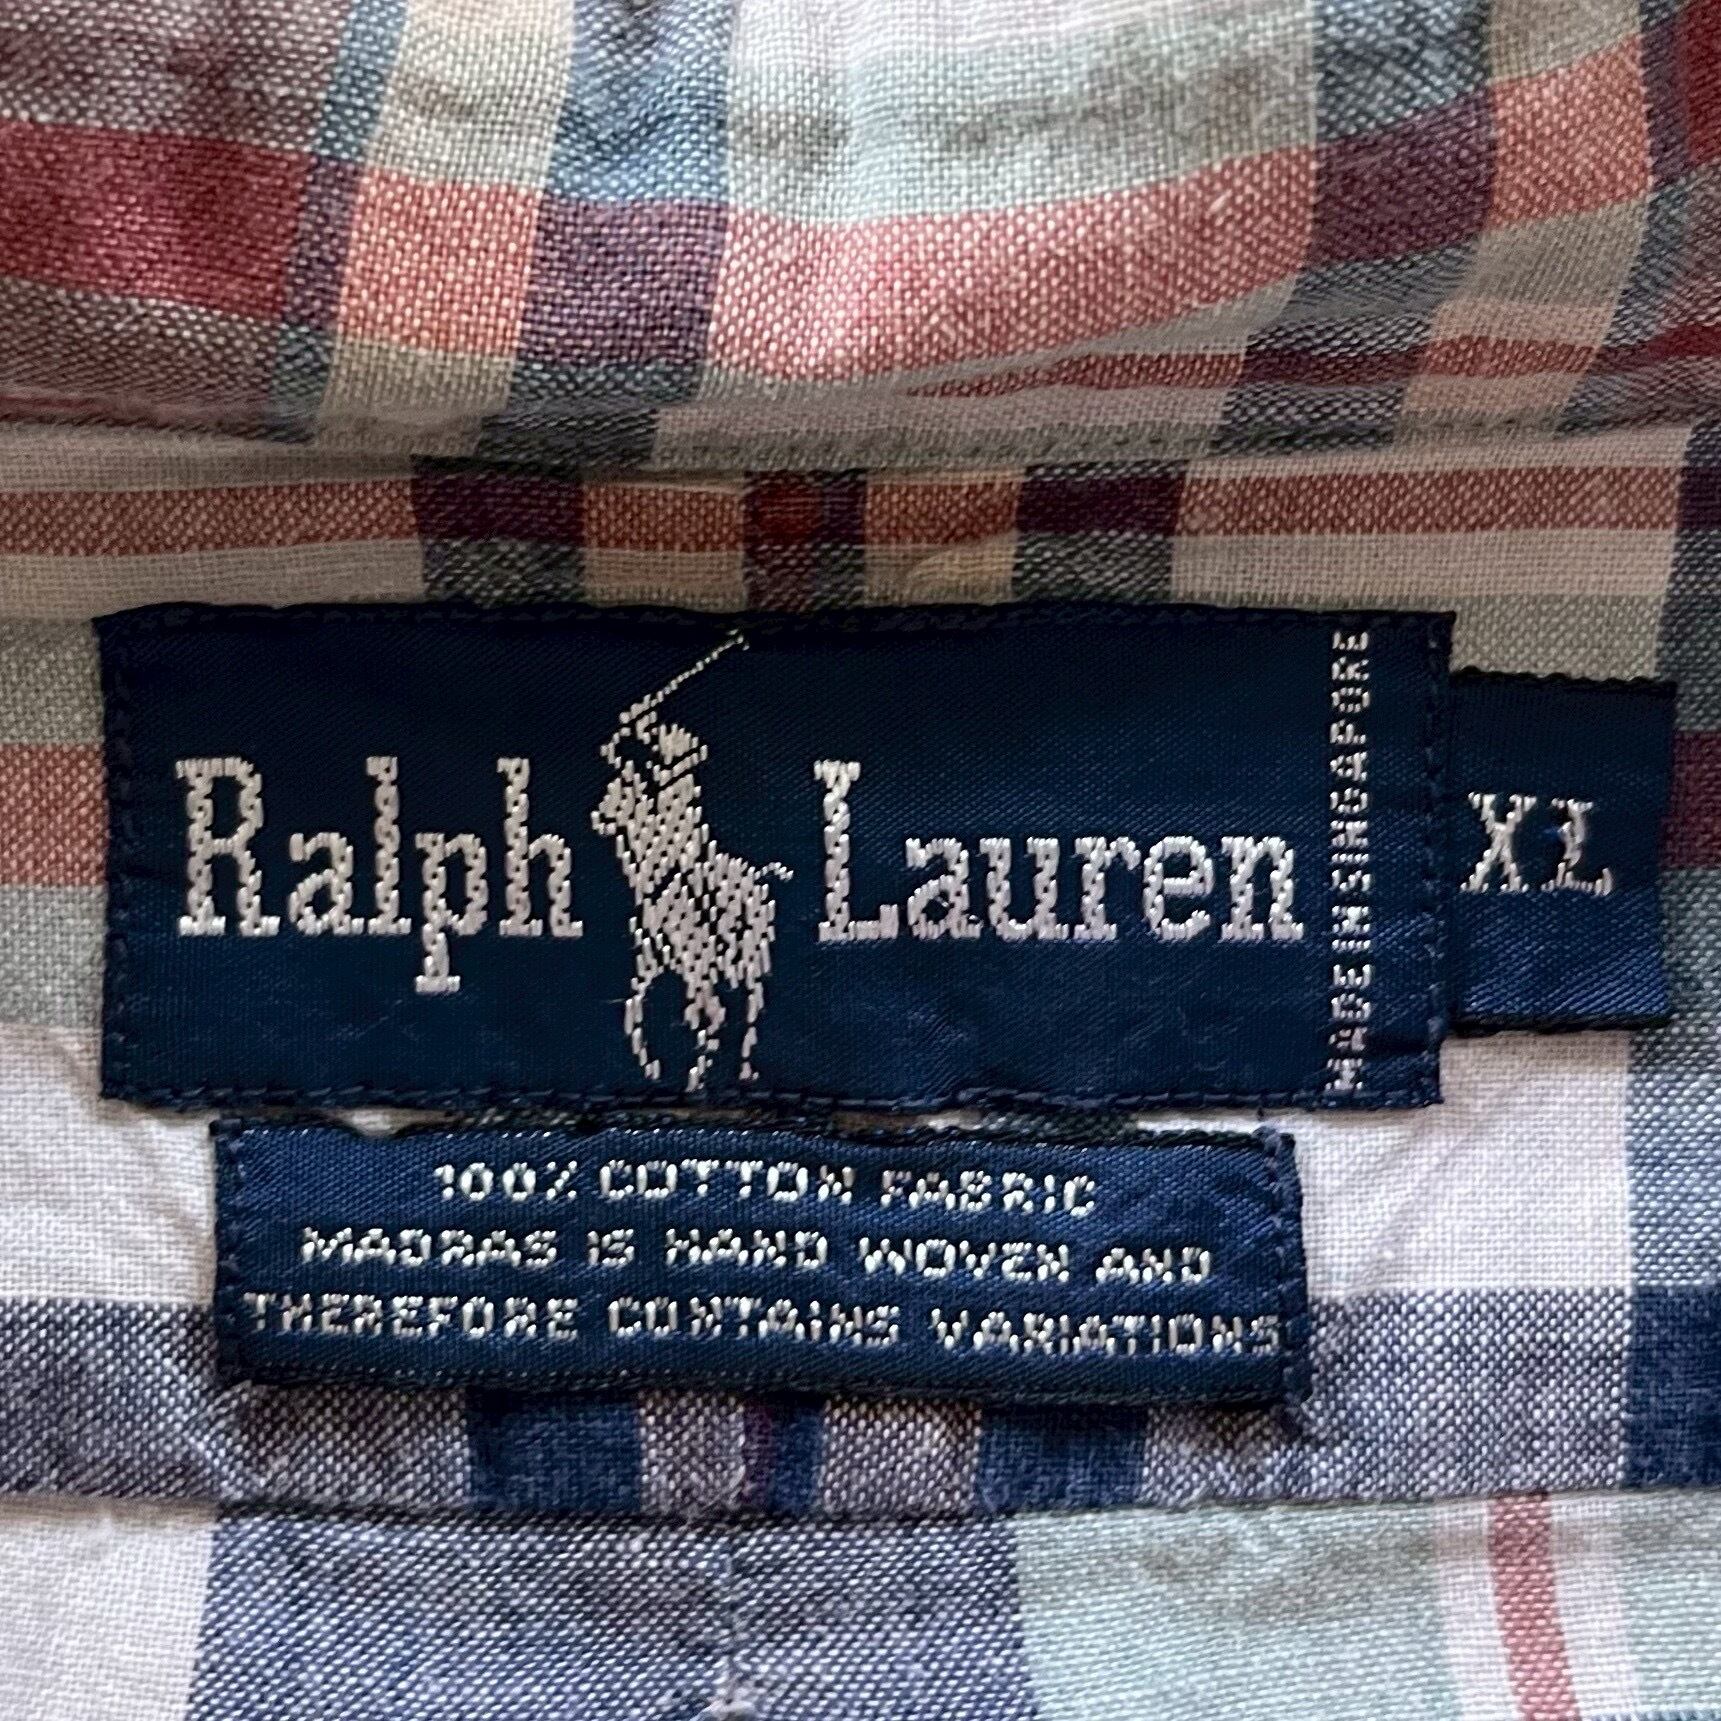 Ralph Lauren
MADE IN SINGAPORE
XL
100% COTTON FABRIC
MADRAS IS HAND WOVEN AND
THEREFORE CONTAINS VARIATIONS